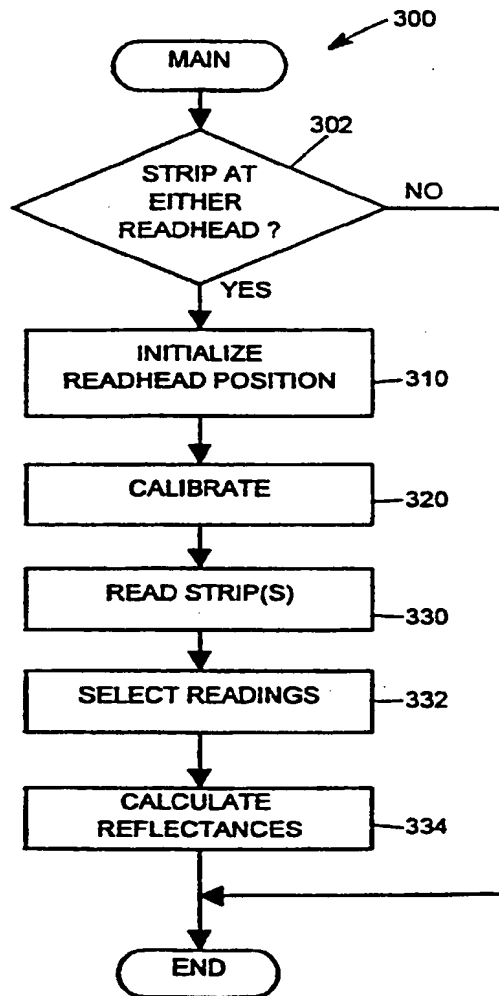 300
MAIN
302
STRIP AT
EITHER
READHEAD ?
NO
YES
INITIALIZE
READHEAD POSITION
310
CALIBRATE
320
READ STRIP(S)
330
SELECT READINGS
332
CALCULATE
REFLECTANCES
334
END